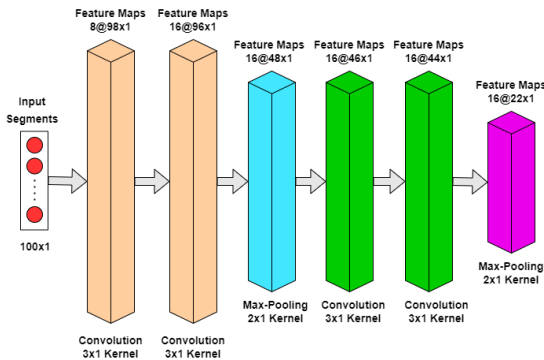 Input
Segments
100x1
Feature Maps
8@98x1
Convolution
3x1 Kernel
Feature Maps
16@96x1
Convolution
3x1 Kernel
Feature Maps
16@48x1
Max-Pooling
2x1 Kernel
Feature Maps
16@46x1
Convolution
3x1 Kernel
Feature Maps
16@44x1
Convolution
3x1 Kernel
Feature Maps
16@22x1
Max-Pooling
2x1 Kernel